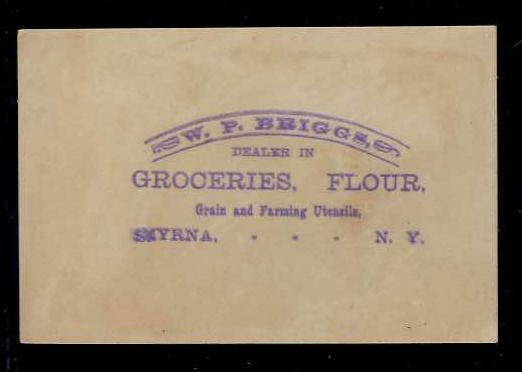 W. P. BRIGGS,
DEALER IN
GROCERIES, FLOUR,
Grain and Farming Utensils,
SMYRNA, - - - N. Y.